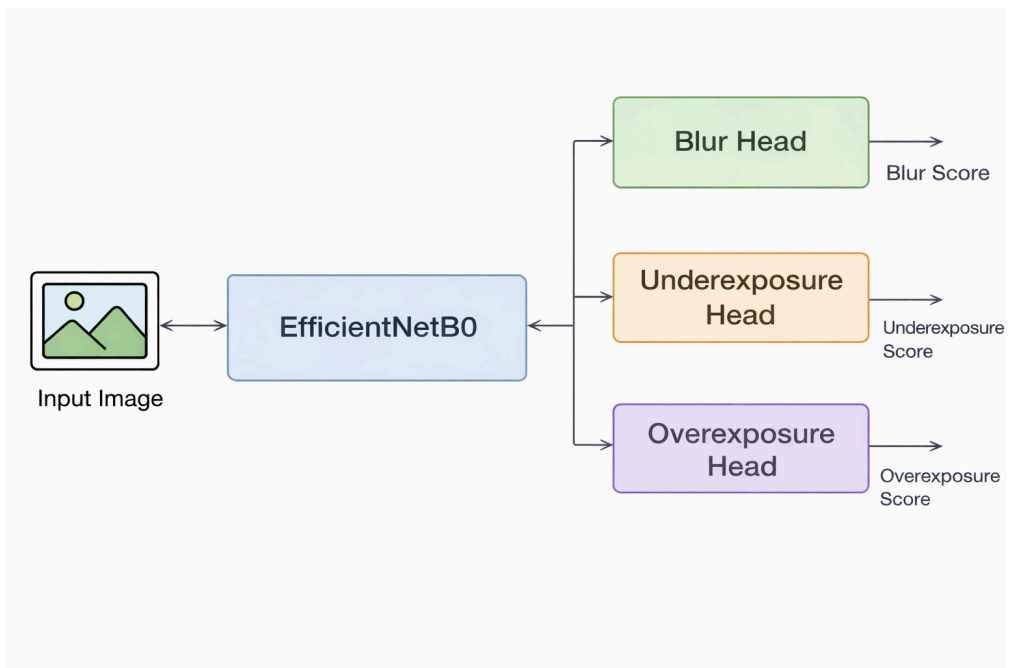 Blur Head
Blur Score
Underexposure
Head
Underexposure
Score
EfficientNetB0
Input Image
Overexposure
Head
Overexposure
Score